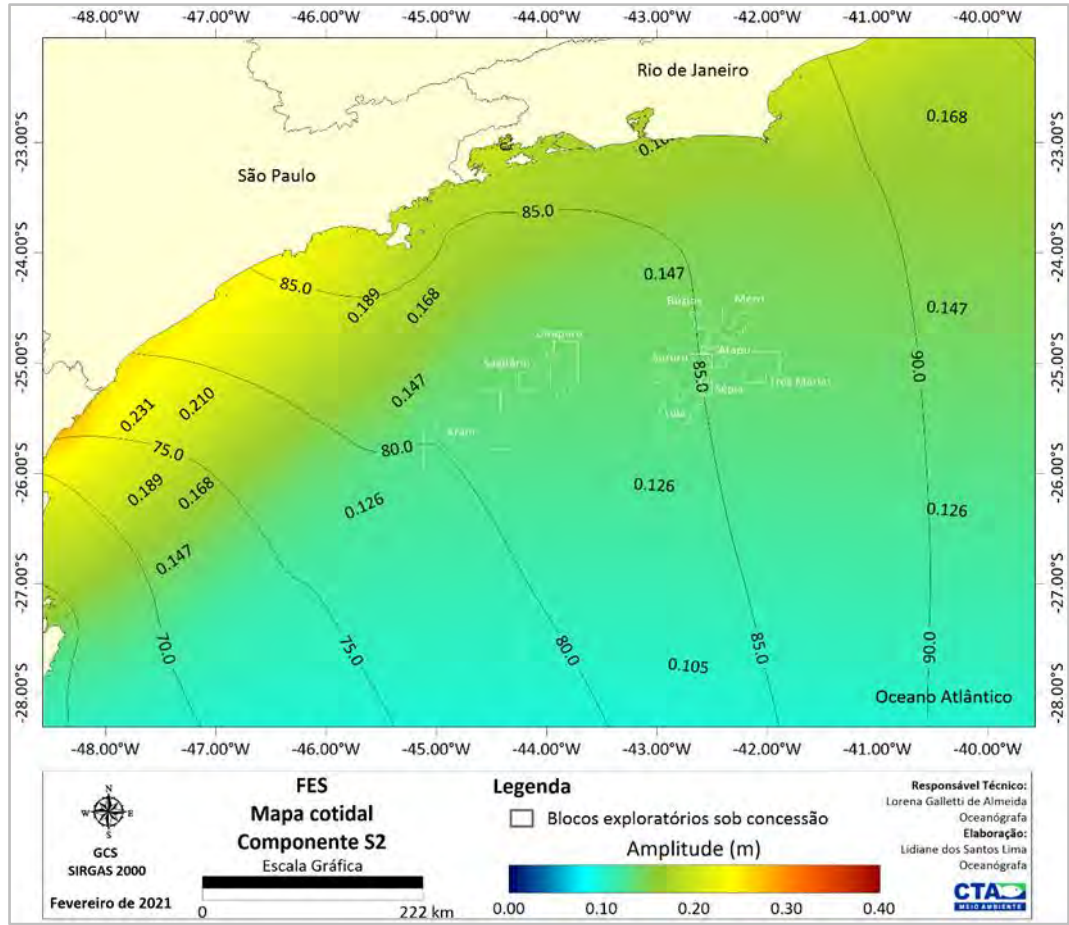 -48.00°W -47.00°W -46.00°W -45.00°W -44.00°W -43.00°W -42.00°W -41.00°W -40.00°W
Rio de Janeiro
0.168
-23.00°S -23.00°S
São Paulo
85.0
-24.00°S -24.00°S
0.147
85.0 0.189 0.168
Búzios Mero
0.147
Uirapuru
Atapu
Sururu
-25.00°S -25.00°S
Sagitário
85.0 90.0
Três Marias
0.147
Sépia
0.231 0.210
Lula
Aram
75.0 80.0
-26.00°S -26.00°S
0.189 0.168 0.126 0.126 0.126
0.147
-27.00°S -27.00°S
70.0 75.0 80.0 85.0 90.0
0.105
-28.00°S -28.00°S
Oceano Atlântico
-48.00°W -47.00°W -46.00°W -45.00°W -44.00°W -43.00°W -42.00°W -41.00°W -40.00°W
N
W E
S
GCS
SIRGAS 2000
Fevereiro de 2021
FES
Mapa cotidal
Componente S2
Escala Gráfica
0 222 km
Legenda
Blocos exploratórios sob concessão
Amplitude (m)
0.00 0.10 0.20 0.30 0.40
Responsável Técnico:
Lorena Galletti de Almeida
Oceanógrafa
Elaboração:
Lidiane dos Santos Lima
Oceanógrafa
CTA
MEIO AMBIENTE